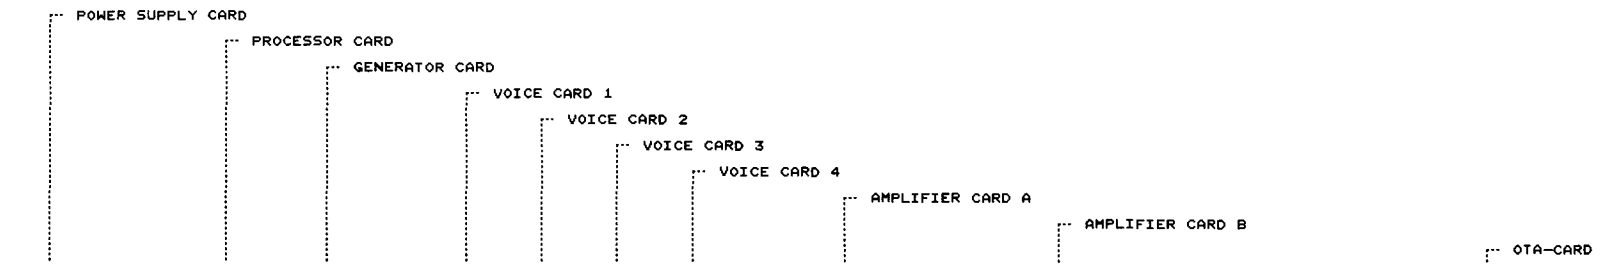 POWER SUPPLY CARD
PROCESSOR CARD
GENERATOR CARD
VOICE CARD 1
VOICE CARD 2
VOICE CARD 3
VOICE CARD 4
AMPLIFIER CARD A
AMPLIFIER CARD B
OTA-CARD